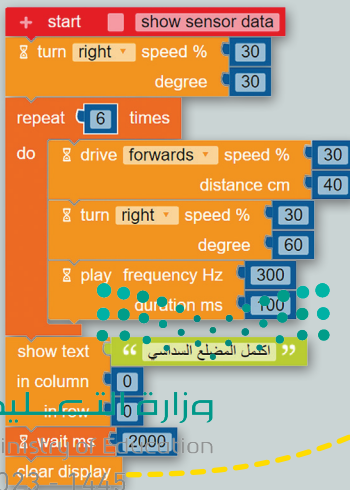 + start show sensor data
turn right speed % 30
degree 30
repeat 6 times
do drive forwards speed % 30
distance cm 40
turn right speed % 30
degree 60
play frequency Hz 300
duration ms 100
show text “ اكتمل المضلع السداسي ”
in column 0
in row 0
وزارة التعليم
wait ms 2000
Ministry of Education
clear display
2023 - 1445